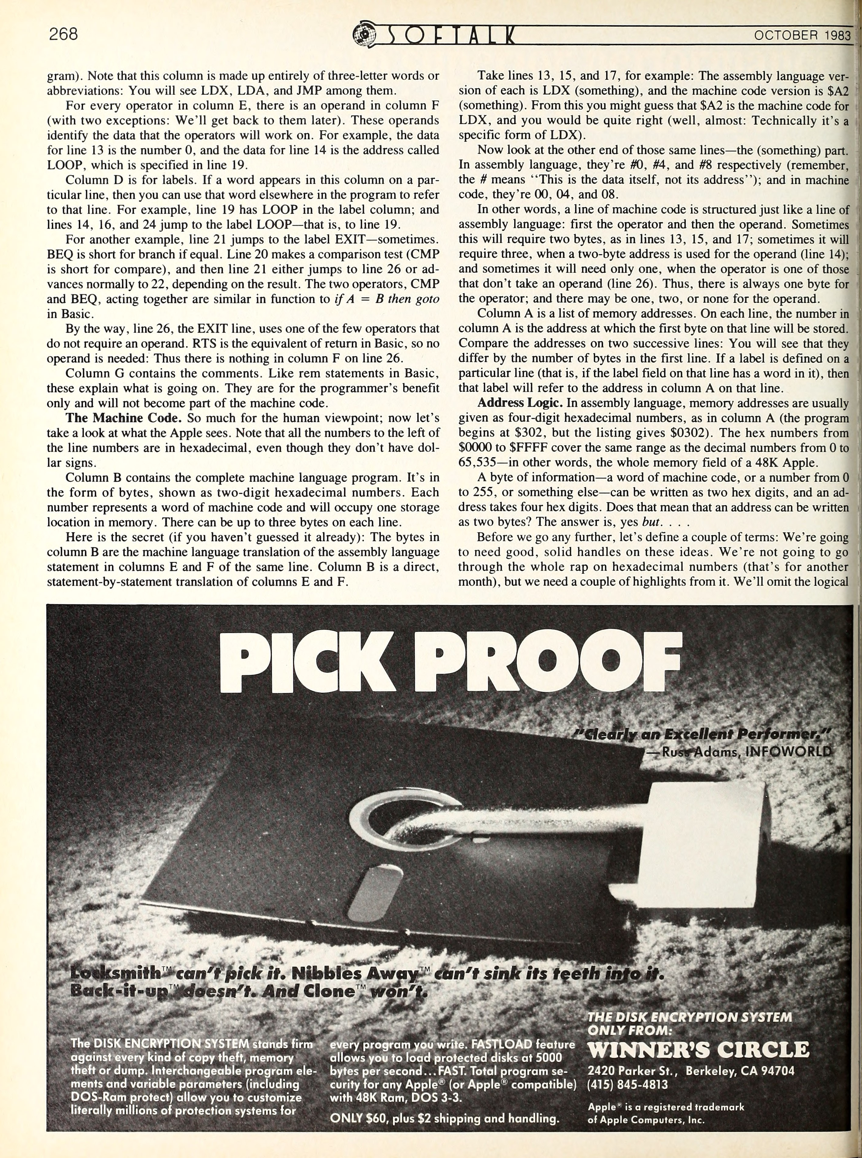 268
SOFTALK
OCTOBER 1983
gram). Note that this column is made up entirely of three-letter words or
abbreviations: You will see LDX, LDA, and JMP among them.
For every operator in column E, there is an operand in column F
(with two exceptions: We'll get back to them later). These operands
identify the data that the operators will work on. For example, the data
for line 13 is the number 0, and the data for line 14 is the address called
LOOP, which is specified in line 19.
Column D is for labels. If a word appears in this column on a par-
ticular line, then you can use that word elsewhere in the program to refer
to that line. For example, line 19 has LOOP in the label column; and
lines 14, 16, and 24 jump to the label LOOP—that is, to line 19.
For another example, line 21 jumps to the label EXIT—sometimes.
BEQ is short for branch if equal. Line 20 makes a comparison test (CMP
is short for compare), and then line 21 either jumps to line 26 or ad-
vances normally to 22, depending on the result. The two operators, CMP
and BEQ, acting together are similar in function to if A = B then goto
in Basic.
By the way, line 26, the EXIT line, uses one of the few operators that
do not require an operand. RTS is the equivalent of return in Basic, so no
operand is needed: Thus there is nothing in column F on line 26.
Column G contains the comments. Like rem statements in Basic,
these explain what is going on. They are for the programmer's benefit
only and will not become part of the machine code.
The Machine Code. So much for the human viewpoint; now let's
take a look at what the Apple sees. Note that all the numbers to the left of
the line numbers are in hexadecimal, even though they don't have dol-
lar signs.
Column B contains the complete machine language program. It's in
the form of bytes, shown as two-digit hexadecimal numbers. Each
number represents a word of machine code and will occupy one storage
location in memory. There can be up to three bytes on each line.
Here is the secret (if you haven't guessed it already): The bytes in
column B are the machine language translation of the assembly language
statement in columns E and F of the same line. Column B is a direct,
statement-by-statement translation of columns E and F.
Take lines 13, 15, and 17, for example: The assembly language ver-
sion of each is LDX (something), and the machine code version is $A2
(something). From this you might guess that $A2 is the machine code for
LDX, and you would be quite right (well, almost: Technically it's a
specific form of LDX).
Now look at the other end of those same lines—the (something) part.
In assembly language, they're #0, #4, and #8 respectively (remember,
the # means ''This is the data itself, not its address''); and in machine
code, they're 00, 04, and 08.
In other words, a line of machine code is structured just like a line of
assembly language: first the operator and then the operand. Sometimes
this will require two bytes, as in lines 13, 15, and 17; sometimes it will
require three, when a two-byte address is used for the operand (line 14);
and sometimes it will need only one, when the operator is one of those
that don't take an operand (line 26). Thus, there is always one byte for
the operator; and there may be one, two, or none for the operand.
Column A is a list of memory addresses. On each line, the number in
column A is the address at which the first byte on that line will be stored.
Compare the addresses on two successive lines: You will see that they
differ by the number of bytes in the first line. If a label is defined on a
particular line (that is, if the label field on that line has a word in it), then
that label will refer to the address in column A on that line.
Address Logic. In assembly language, memory addresses are usually
given as four-digit hexadecimal numbers, as in column A (the program
begins at $302, but the listing gives $0302). The hex numbers from
$0000 to $FFFF cover the same range as the decimal numbers from 0 to
65,535—in other words, the whole memory field of a 48K Apple.
A byte of information—a word of machine code, or a number from 0
to 255, or something else—can be written as two hex digits, and an ad-
dress takes four hex digits. Does that mean that an address can be written
as two bytes? The answer is, yes but. . . .
Before we go any further, let's define a couple of terms: We're going
to need good, solid handles on these ideas. We're not going to go
through the whole rap on hexadecimal numbers (that's for another
month), but we need a couple of highlights from it. We'll omit the logical
PICK PROOF
"Clearly an Excellent Performer."
—Russ Adams, INFOWORLD
Locksmith™ can't pick it. Nibbles Away™ can't sink its teeth into it.
Back-it-up™ doesn't. And Clone™ won't.
The DISK ENCRYPTION SYSTEM stands firm
against every kind of copy theft, memory
theft or dump. Interchangeable program ele-
ments and variable parameters (including
DOS-Ram protect) allow you to customize
literally millions of protection systems for
every program you write. FASTLOAD feature
allows you to load protected disks at 5000
bytes per second...FAST. Total program se-
curity for any Apple® (or Apple® compatible)
with 48K Ram, DOS 3-3.
ONLY $60, plus $2 shipping and handling.
THE DISK ENCRYPTION SYSTEM
ONLY FROM:
WINNER'S CIRCLE
2420 Parker St., Berkeley, CA 94704
(415) 845-4813
Apple® is a registered trademark
of Apple Computers, Inc.